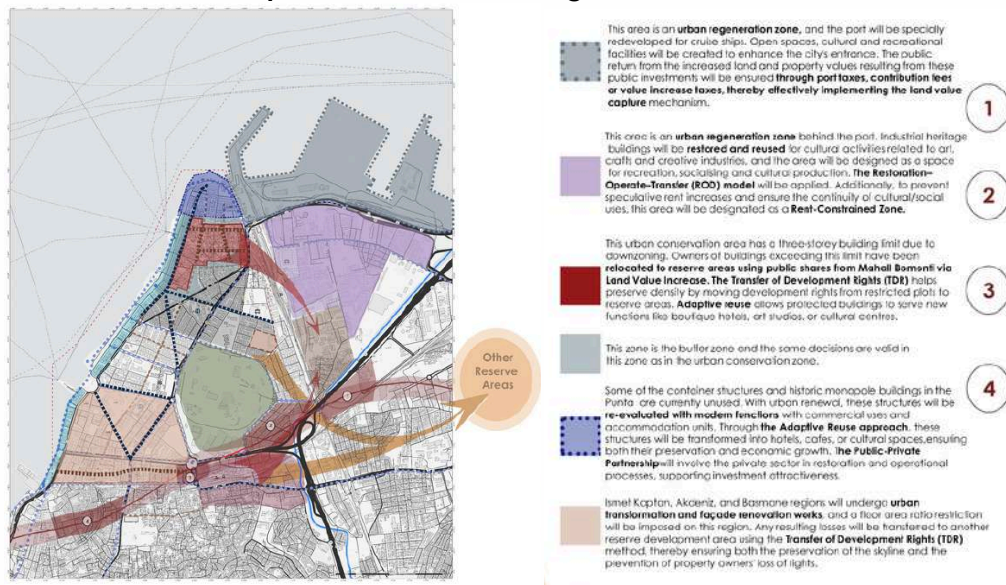 This area is an urban regeneration zone, and the port will be specially
redeveloped for cruise ships. Open spaces, cultural and recreational
facilities will be created to enhance the city's entrance. The public
return from the increased land and property values resulting from these
public investments will be ensured through port taxes, contribution fees
or value increase taxes, thereby effectively implementing the land value
capture mechanism.
1
This area is an urban regeneration zone behind the port. Industrial heritage
buildings will be restored and reused for cultural activities related to art,
crafts and creative industries, and the area will be designed as a space
for recreation, socialising and cultural production. The Restoration–
Operate–Transfer (ROD) model will be applied. Additionally, to prevent
speculative rent increases and ensure the continuity of cultural/social
uses, this area will be designated as a Rent-Constrained Zone.
2
This urban conservation area has a three-storey building limit due to
downzoning. Owners of buildings exceeding this limit have been
relocated to reserve areas using public shares from Mahall Bomonti via
Land Value Increase. The Transfer of Development Rights (TDR) helps
preserve density by moving development rights from restricted plots to
reserve areas. Adaptive reuse allows protected buildings to serve new
functions like boutique hotels, art studios, or cultural centres.
3
This zone is the buffer zone and the same decisions are valid in
this zone as in the urban conservation zone.
4
Some of the container structures and historic monopole buildings in the
Punta are currently unused. With urban renewal, these structures will be
re-evaluated with modern functions with commercial uses and
accommodation units. Through the Adaptive Reuse approach, these
structures will be transformed into hotels, cafes, or cultural spaces, ensuring
both their preservation and economic growth. The Public-Private
Partnership will involve the private sector in restoration and operational
processes, supporting investment attractiveness.
Ismet Kaptan, Akdeniz, and Basmane regions will undergo urban
transformation and façade renovation works, and a floor area ratio restriction
will be imposed on this region. Any resulting losses will be transferred to another
reserve development area using the Transfer of Development Rights (TDR)
method, thereby ensuring both the preservation of the skyline and the
prevention of property owners' loss of rights.
Other
Reserve
Areas